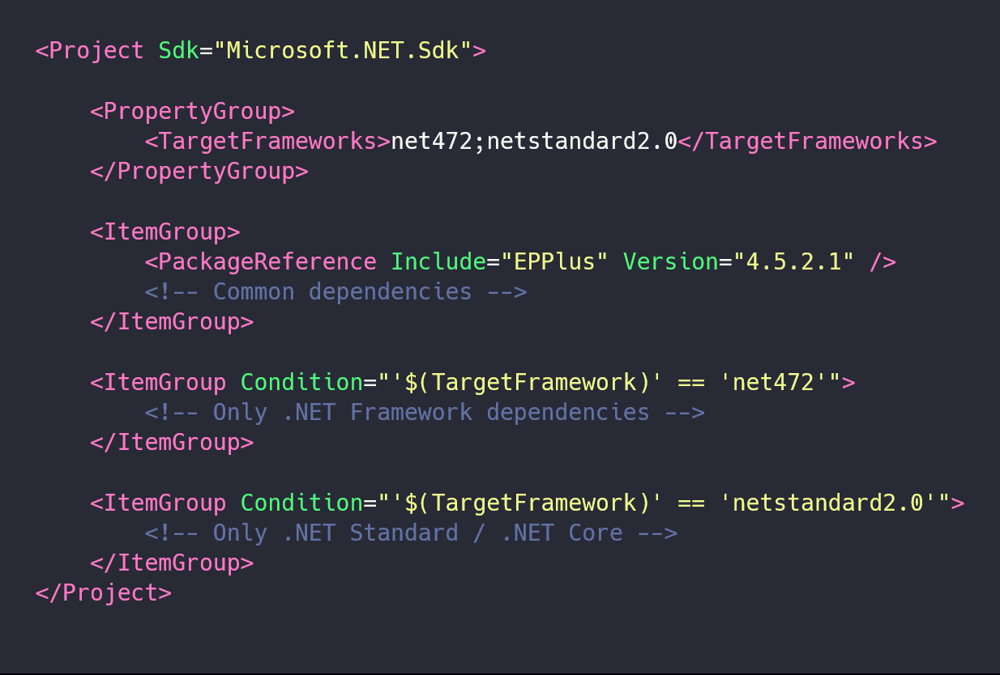 <Project Sdk="Microsoft.NET.Sdk">
<PropertyGroup>
<TargetFrameworks>net472;netstandard2.0</TargetFrameworks>
</PropertyGroup>
<ItemGroup>
<PackageReference Include="EPPlus" Version="4.5.2.1" />
<!-- Common dependencies -->
</ItemGroup>
<ItemGroup Condition="'$(TargetFramework)' == 'net472'">
<!-- Only .NET Framework dependencies -->
</ItemGroup>
<ItemGroup Condition="'$(TargetFramework)' == 'netstandard2.0'">
<!-- Only .NET Standard / .NET Core -->
</ItemGroup>
</Project>